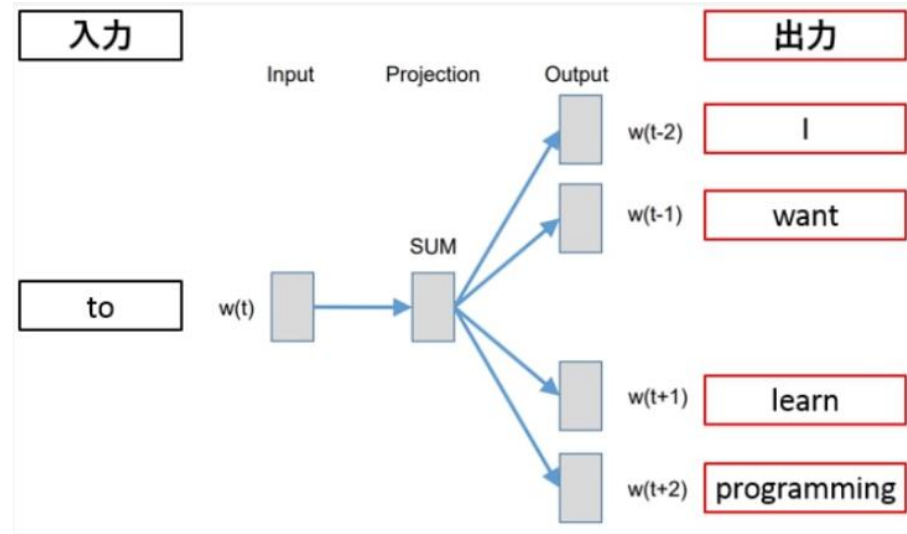 入力
出力
Input
Projection
Output
w(t-2)
I
w(t-1)
want
SUM
to
w(t)
w(t+1)
learn
w(t+2)
programming